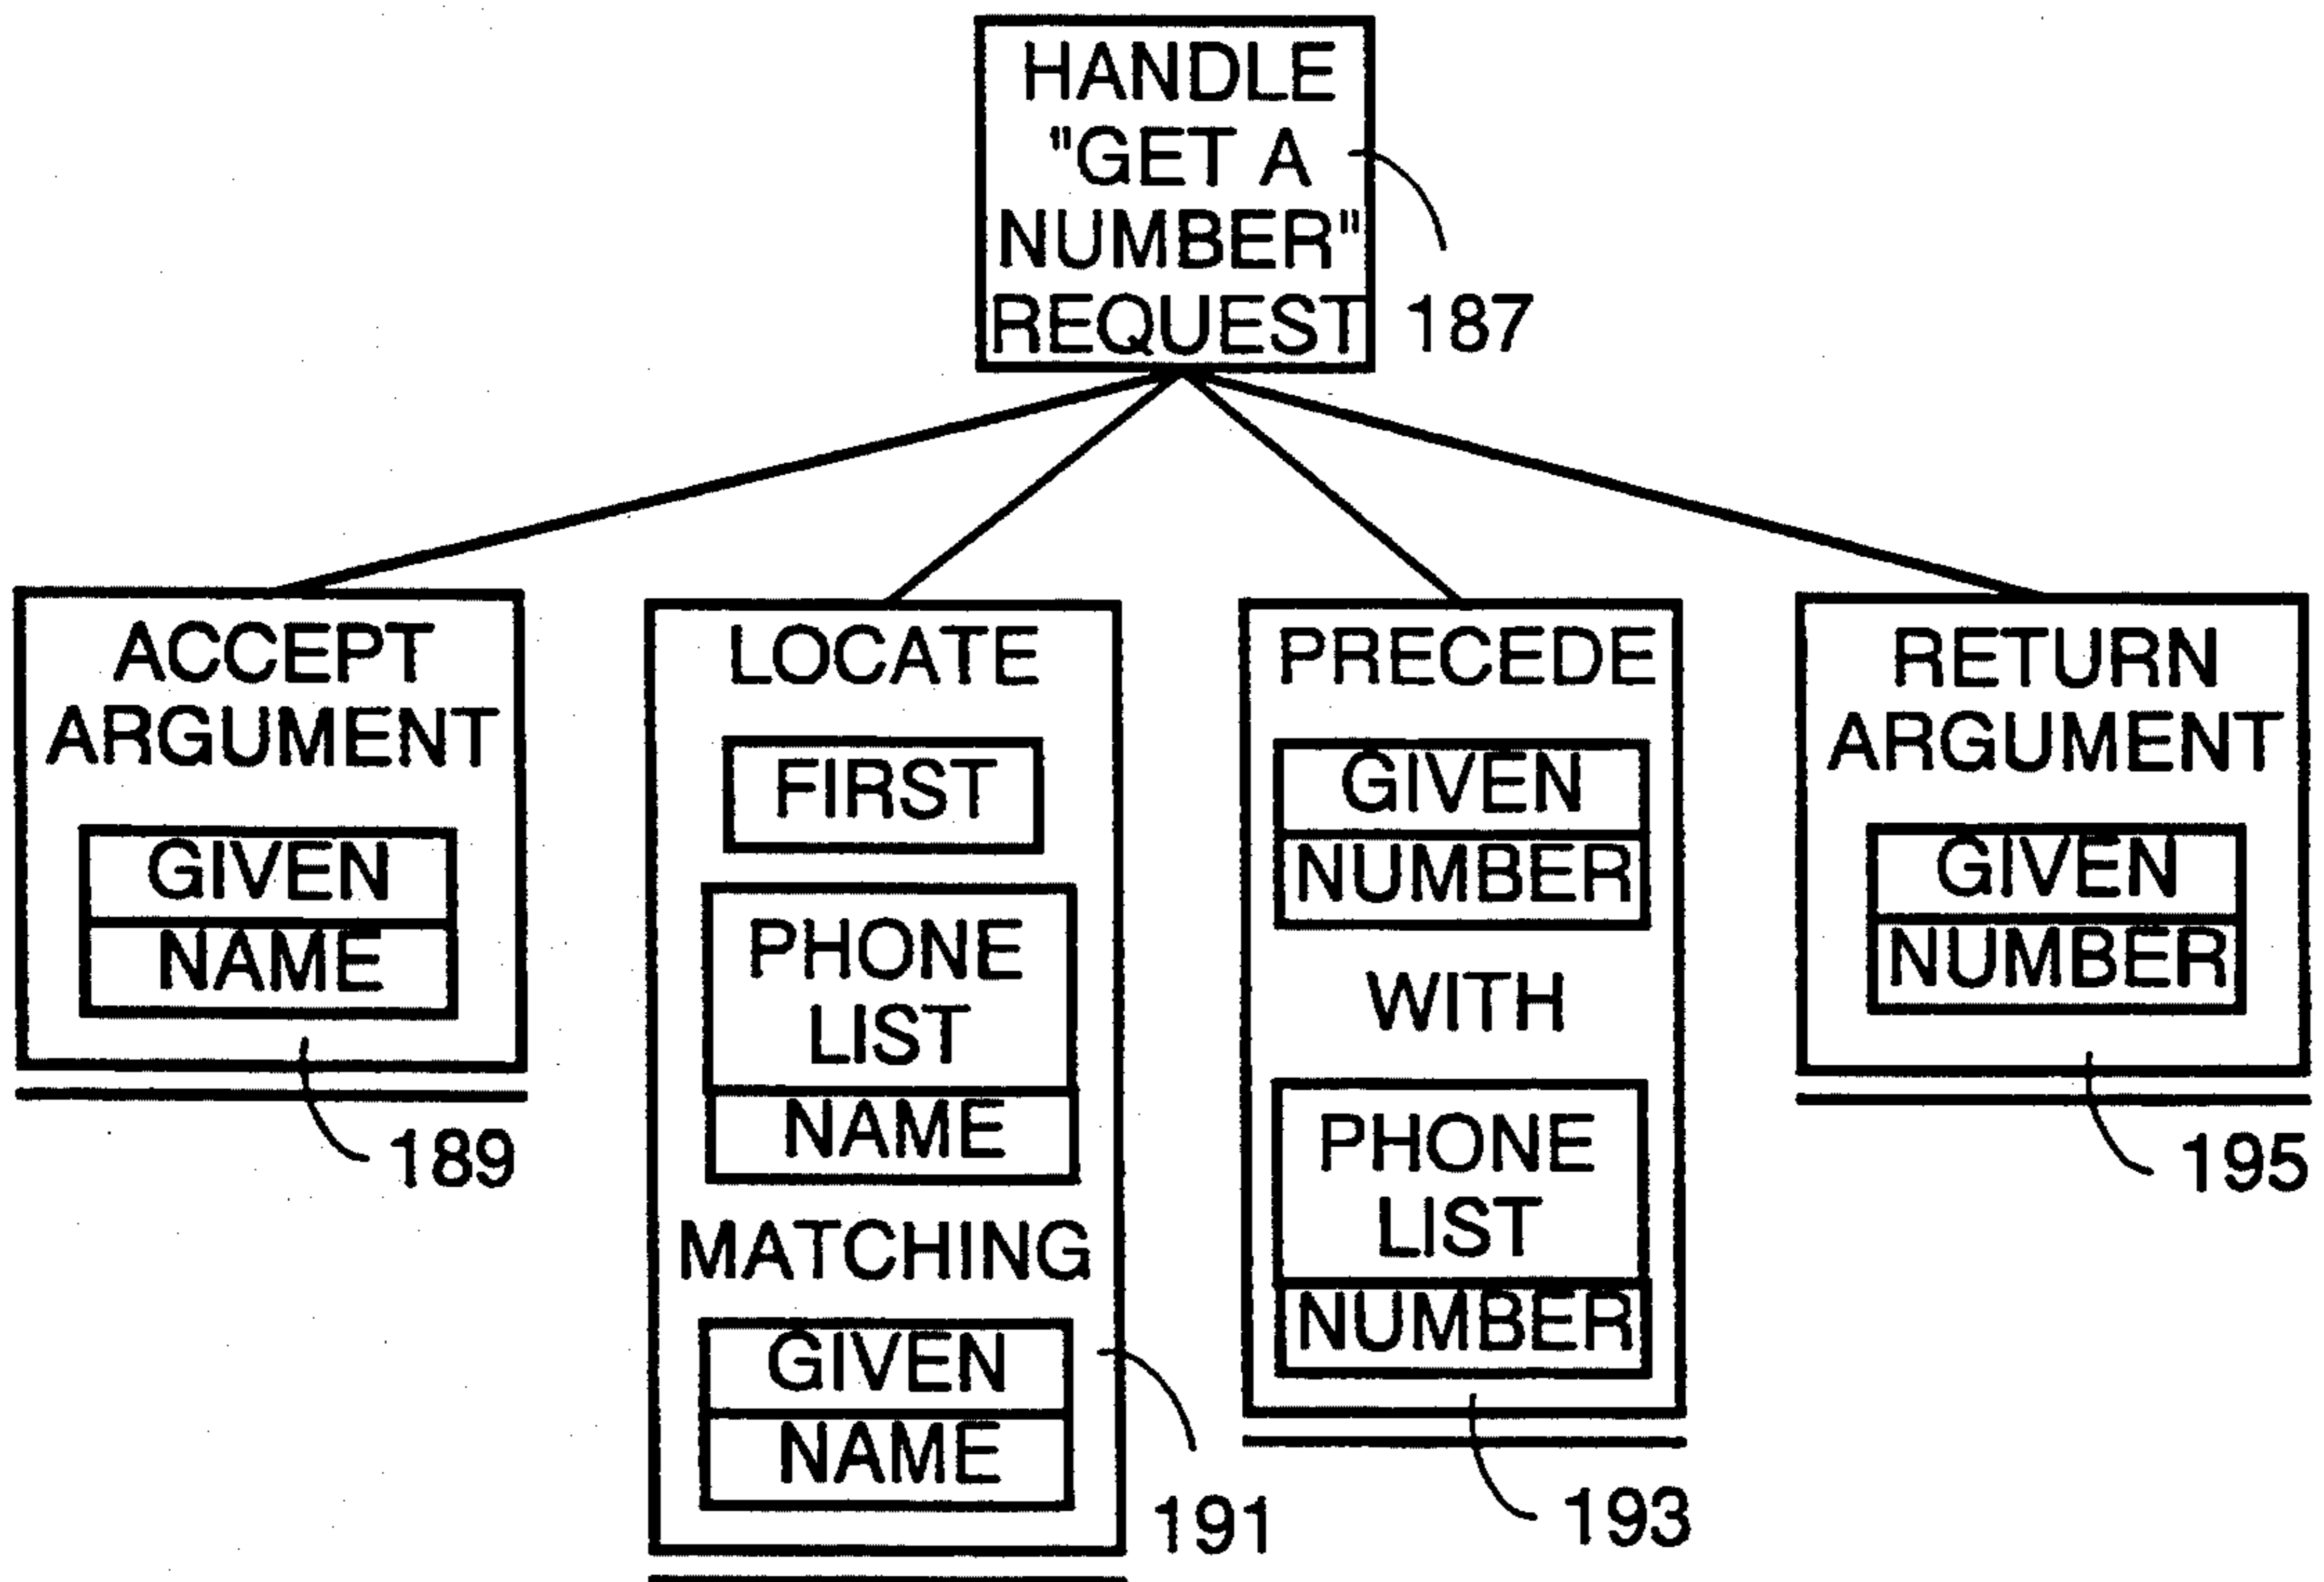 HANDLE
"GET A
NUMBER"
REQUEST
187
ACCEPT
ARGUMENT
GIVEN
NAME
189
LOCATE
FIRST
PHONE
LIST
NAME
MATCHING
GIVEN
NAME
191
PRECEDE
GIVEN
NUMBER
WITH
PHONE
LIST
NUMBER
193
RETURN
ARGUMENT
GIVEN
NUMBER
195